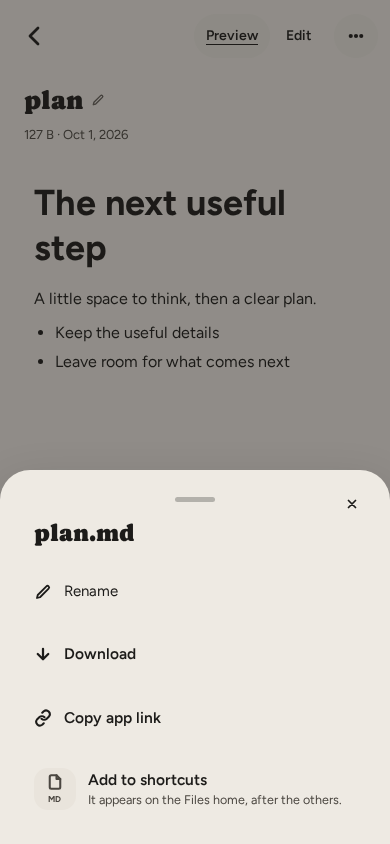 Preview Edit
plan
127 B · Oct 1, 2026
The next useful
step
A little space to think, then a clear plan.
• Keep the useful details
• Leave room for what comes next
plan.md
Rename
Download
Copy app link
Add to shortcuts
MD
It appears on the Files home, after the others.